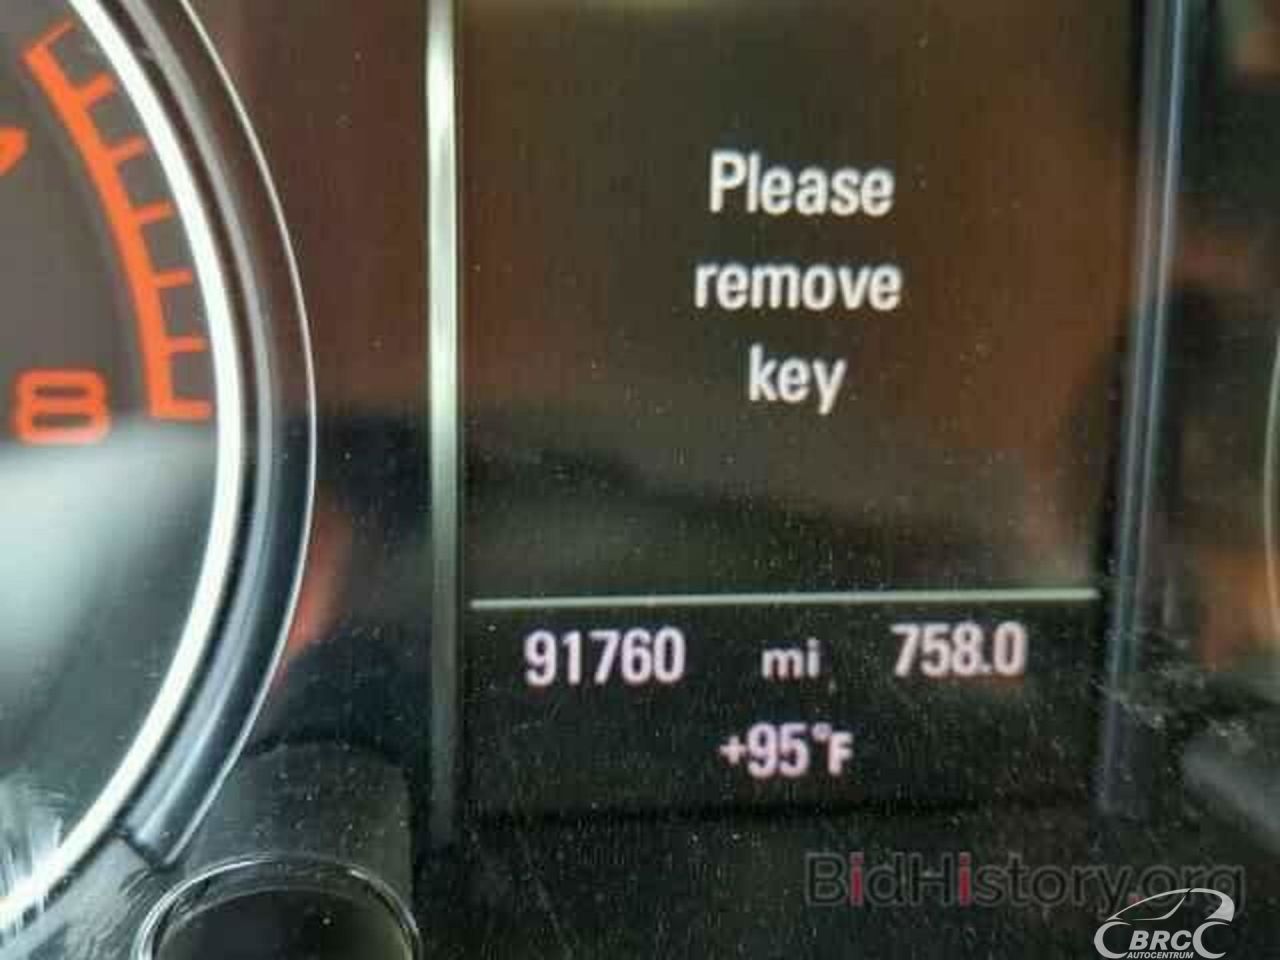 Please
remove
key
8
91760 mi 758.0
+95°F
BidHistory.org
BRC
AUTOCENTRUM